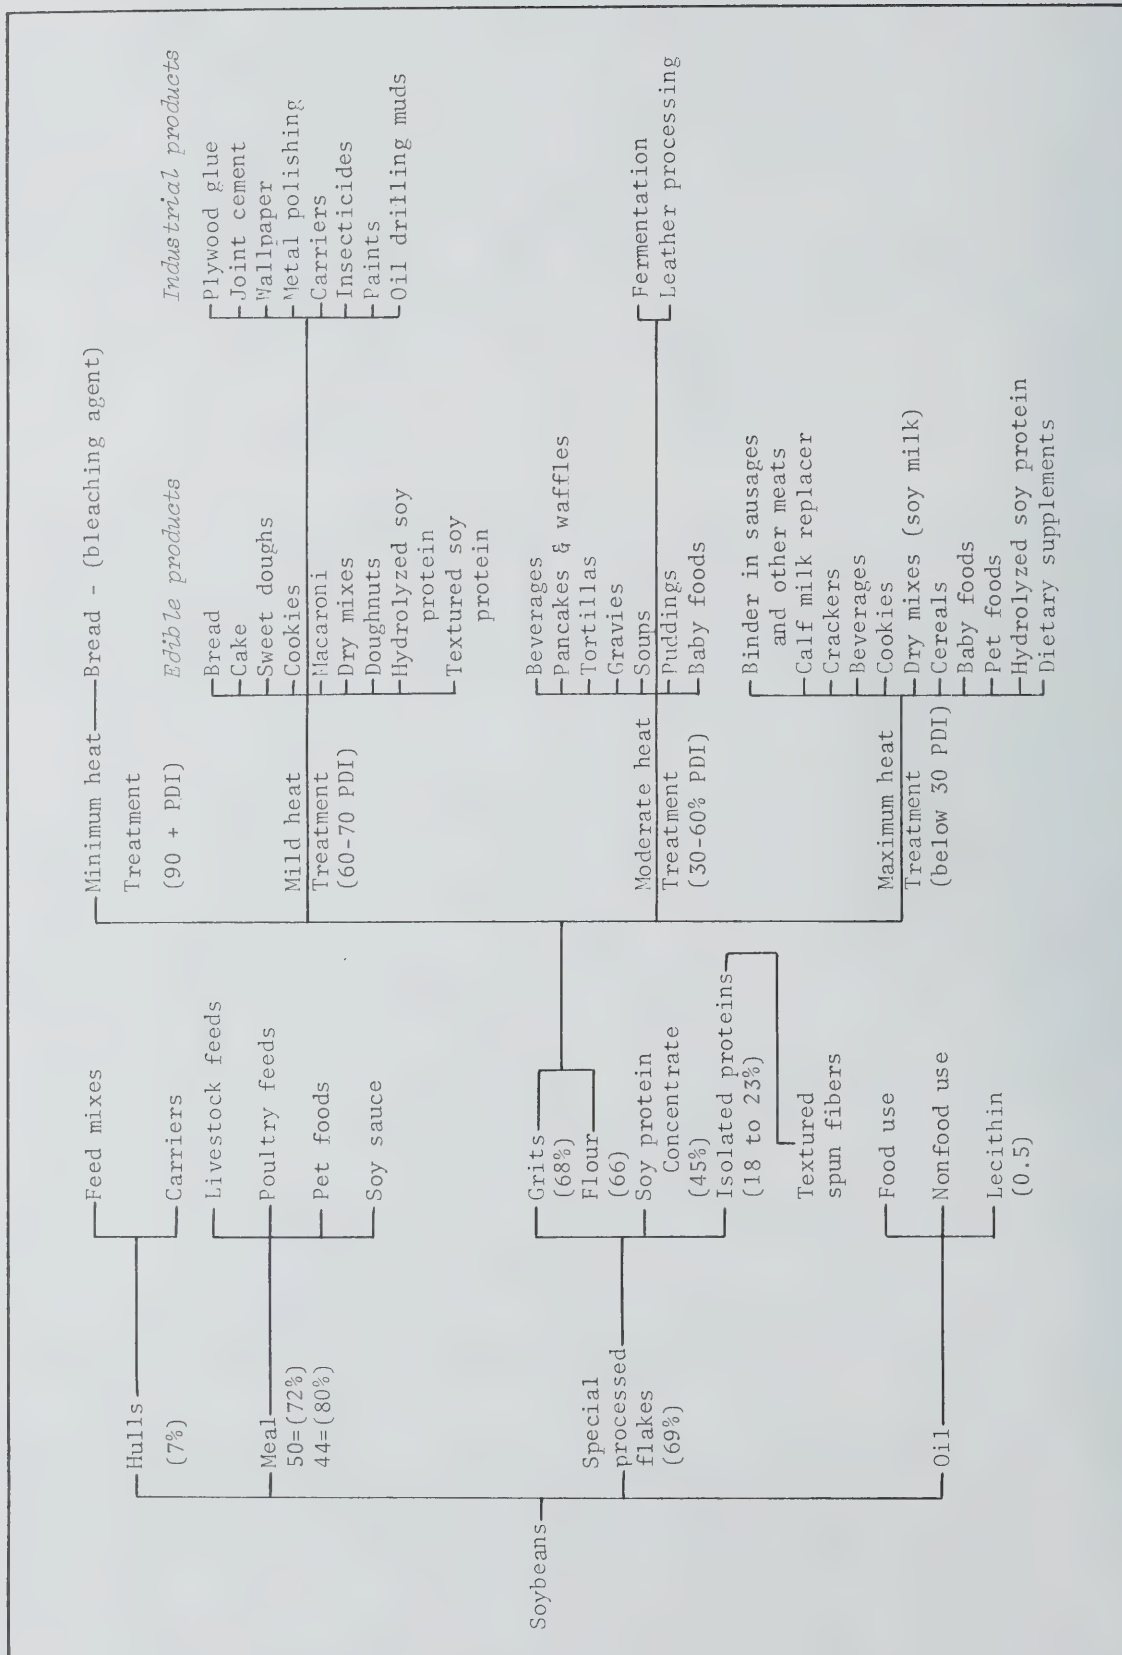 Soybeans
Hulls
(7%)
Feed mixes
Carriers
Meal
50=(72%)
44=(80%)
Livestock feeds
Poultry feeds
Pet foods
Soy sauce
Special
processed
flakes
(69%)
Grits
(68%)
Flour
(66)
Soy protein
Concentrate
(45%)
Isolated proteins
(18 to 23%)
Textured
spun fibers
Oil
Food use
Nonfood use
Lecithin
(0.5)
Minimum heat
Treatment
(90 + PDI)
Bread - (bleaching agent)
Edible products
Industrial products
Mild heat
Treatment
(60-70 PDI)
Bread
Cake
Sweet doughs
Cookies
Macaroni
Dry mixes
Doughnuts
Hydrolyzed soy
protein
Textured soy
protein
Plywood glue
Joint cement
Wallpaper
Metal polishing
Carriers
Insecticides
Paints
Oil drilling muds
Moderate heat
Treatment
(30-60% PDI)
Beverages
Pancakes & waffles
Tortillas
Gravies
Soups
Puddings
Baby foods
Fermentation
Leather processing
Maximum heat
Treatment
(below 30 PDI)
Binder in sausages
and other meats
Calf milk replacer
Crackers
Beverages
Cookies
Dry mixes (soy milk)
Cereals
Baby foods
Pet foods
Hydrolyzed soy protein
Dietary supplements